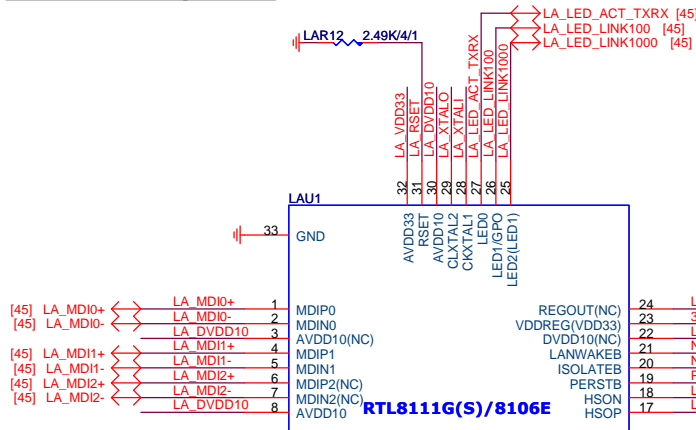 LA_LED_ACT_TXRX [45]
LA_LED_LINK100 [45]
LA_LED_LINK1000 [45]
LAR12 2.49K/4/1
LA_VDD33
LA_RSET
LA_DVDD10
LA_XTALO
LA_XTALI
LA_LED_ACT_TXRX
LA_LED_LINK100
LA_LED_LINK1000
32
31
30
29
28
27
26
25
LAU1
AVDD33
RSET
AVDD10
CLXTAL2
CKXTAL1
LED0
LED1/GPO
LED2(LED1)
33 GND
[45] LA_MDI0+ LA_MDI0+ 1 MDIP0
[45] LA_MDI0- LA_MDI0- 2 MDIN0
LA_DVDD10 3 AVDD10(NC)
[45] LA_MDI1+ LA_MDI1+ 4 MDIP1
[45] LA_MDI1- LA_MDI1- 5 MDIN1
[45] LA_MDI2+ LA_MDI2+ 6 MDIP2(NC)
[45] LA_MDI2- LA_MDI2- 7 MDIN2(NC)
LA_DVDD10 8 AVDD10
REGOUT(NC) 24
VDDREG(VDD33) 23
DVDD10(NC) 22
LANWAKEB 21
ISOLATEB 20
PERSTB 19
HSON 18
HSOP 17
RTL8111G(S)/8106E